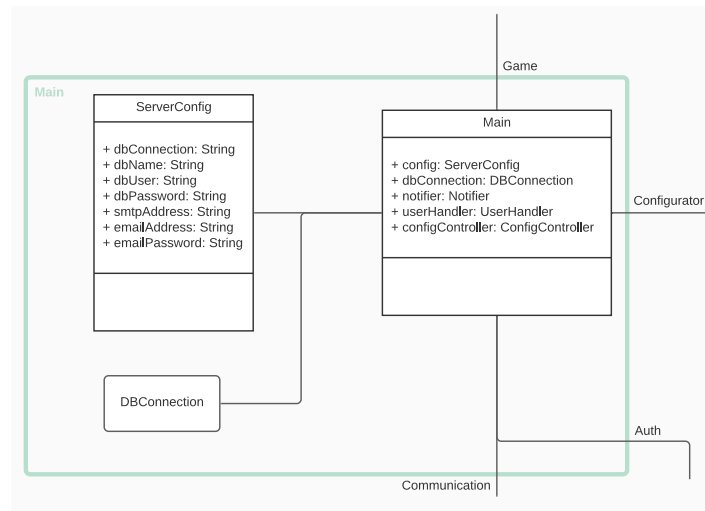 Game
Main
ServerConfig
+ dbConnection: String
+ dbName: String
+ dbUser: String
+ dbPassword: String
+ smtpAddress: String
+ emailAddress: String
+ emailPassword: String
Main
+ config: ServerConfig
+ dbConnection: DBConnection
+ notifier: Notifier
+ userHandler: UserHandler
+ configController: ConfigController
Configurator
DBConnection
Auth
Communication